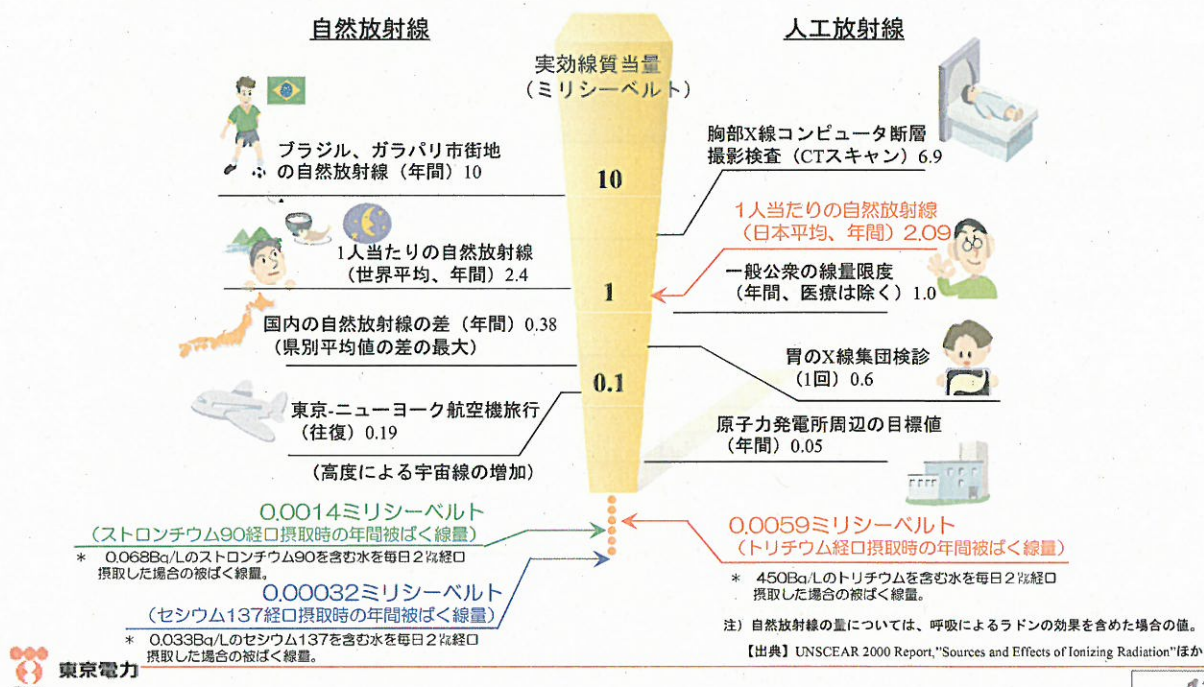 自然放射線
人工放射線
実効線質当量
（ミリシーベルト）
10
1
0.1
ブラジル、ガラパリ市街地
の自然放射線（年間）10
1人当たりの自然放射線
（世界平均、年間）2.4
国内の自然放射線の差（年間）0.38
（県別平均値の差の最大）
東京-ニューヨーク航空機旅行
（往復）0.19
（高度による宇宙線の増加）
胸部X線コンピュータ断層
撮影検査（CTスキャン）6.9
1人当たりの自然放射線
（日本平均、年間）2.09
一般公衆の線量限度
（年間、医療は除く）1.0
胃のX線集団検診
（1回）0.6
原子力発電所周辺の目標値
（年間）0.05
0.0014ミリシーベルト
（ストロンチウム90経口摂取時の年間被ばく線量）
* 0.068Bq/Lのストロンチウム90を含む水を毎日2㍑経口
摂取した場合の被ばく線量。
0.00032ミリシーベルト
（セシウム137経口摂取時の年間被ばく線量）
* 0.033Bq/Lのセシウム137を含む水を毎日2㍑経口
摂取した場合の被ばく線量。
0.0059ミリシーベルト
（トリチウム経口摂取時の年間被ばく線量）
* 450Bq/Lのトリチウムを含む水を毎日2㍑経口
摂取した場合の被ばく線量。
注）自然放射線の量については、呼吸によるラドンの効果を含めた場合の値。
【出典】UNSCEAR 2000 Report,"Sources and Effects of Ionizing Radiation"ほか
東京電力